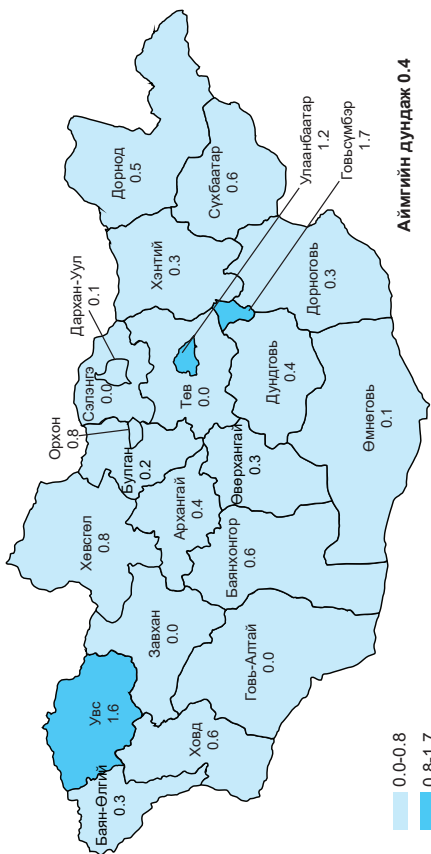 Увс
1.6
Баян-Өлгий
0.3
Ховд
0.6
Завхан
0.0
Говь-Алтай
0.0
Хөвсгөл
0.8
Архангай
0.4
Баянхонгор
0.6
Орхон
0.8
Булган
0.2
Өвөрхангай
0.3
Дархан-Уул
0.1
Сэлэнгэ
0.0
Төв
0.0
Дундговь
0.4
Өмнөговь
0.1
Хэнтий
0.3
Дорноговь
0.3
Дорнод
0.5
Сүхбаатар
0.6
Улаанбаатар
1.2
Говьсүмбэр
1.7
Аймгийн дундаж 0.4
0.0-0.8
0.8-1.7